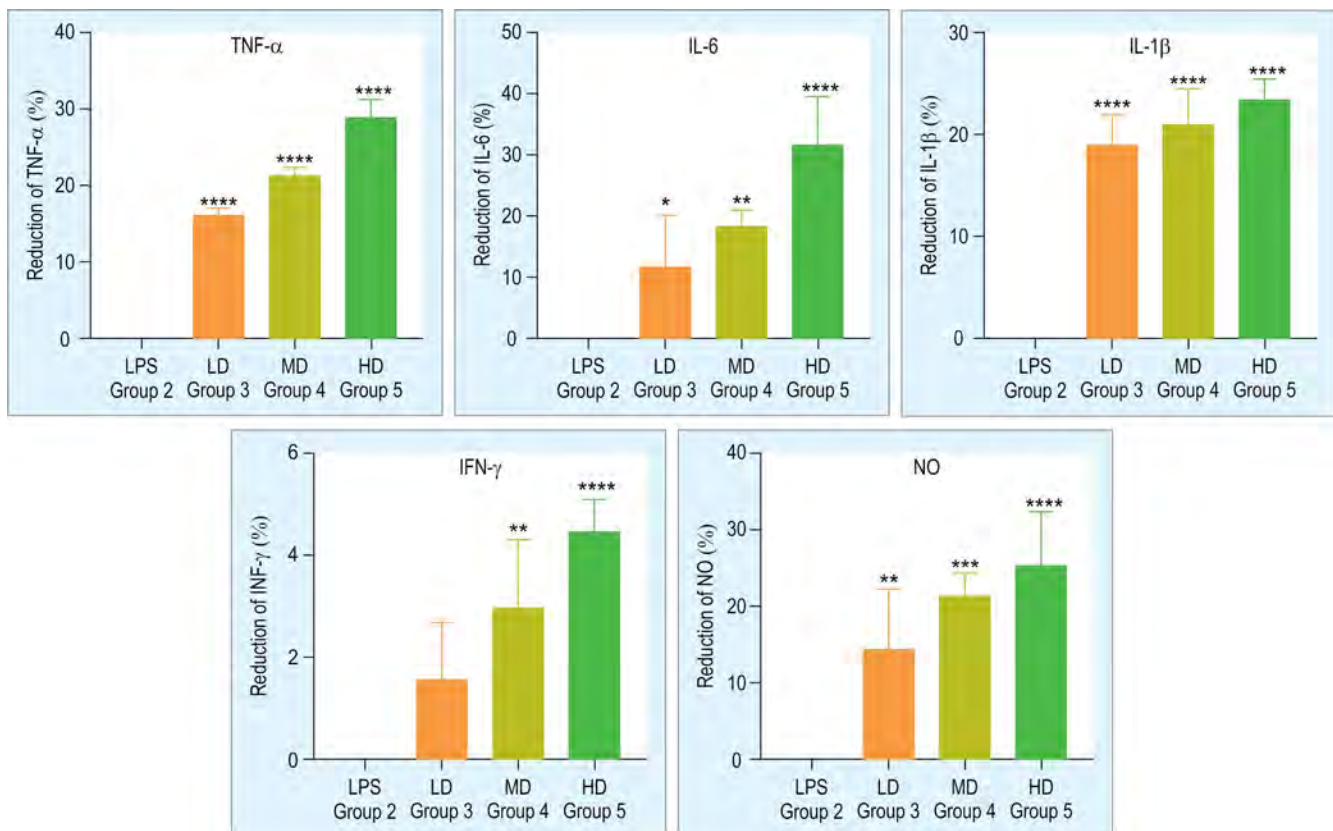 TNF-α
Reduction of TNF-α (%)
40
30
20
10
0
****
****
****
LPS LD MD HD
Group 2 Group 3 Group 4 Group 5
IL-6
Reduction of IL-6 (%)
50
40
30
20
10
0
*
**
****
LPS LD MD HD
Group 2 Group 3 Group 4 Group 5
IL-1β
Reduction of IL-1β (%)
30
20
10
0
****
****
****
LPS LD MD HD
Group 2 Group 3 Group 4 Group 5
IFN-γ
Reduction of INF-γ (%)
6
4
2
0
**
****
LPS LD MD HD
Group 2 Group 3 Group 4 Group 5
NO
Reduction of NO (%)
40
30
20
10
0
**
***
****
LPS LD MD HD
Group 2 Group 3 Group 4 Group 5